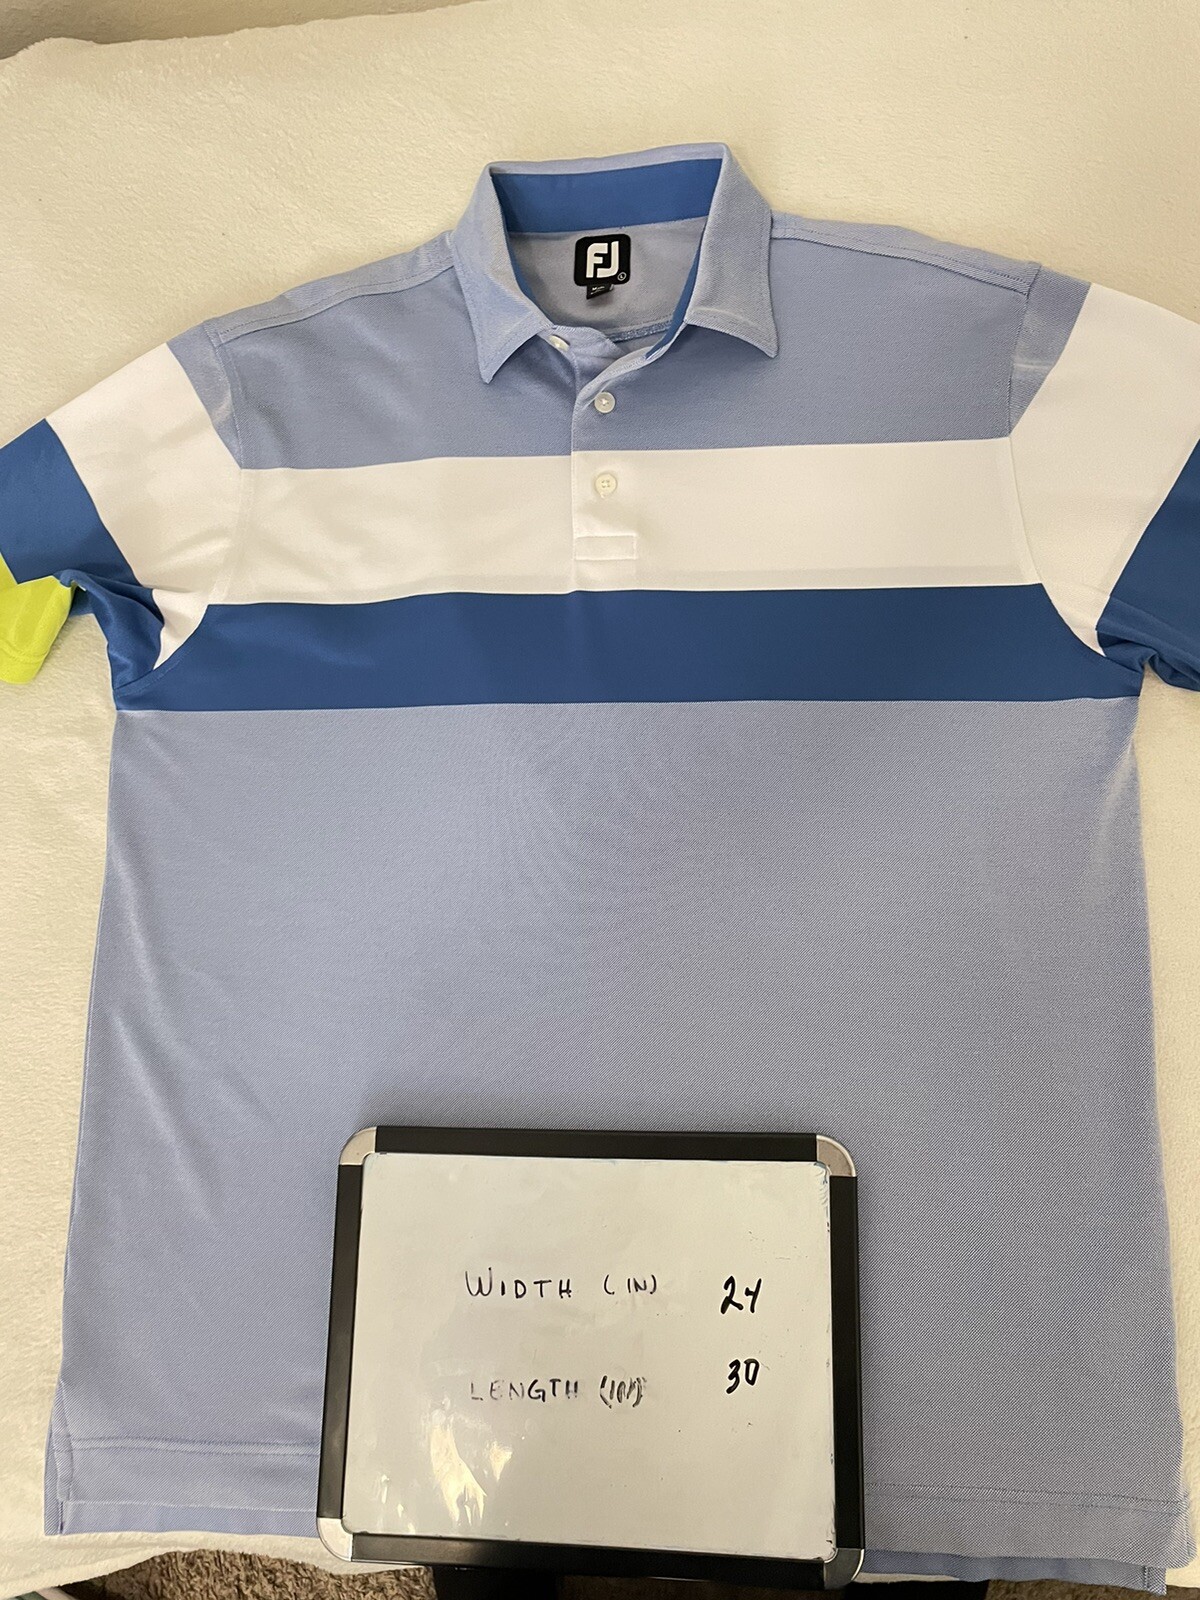 FJ
L
WIDTH (IN) 24
LENGTH (IN) 30